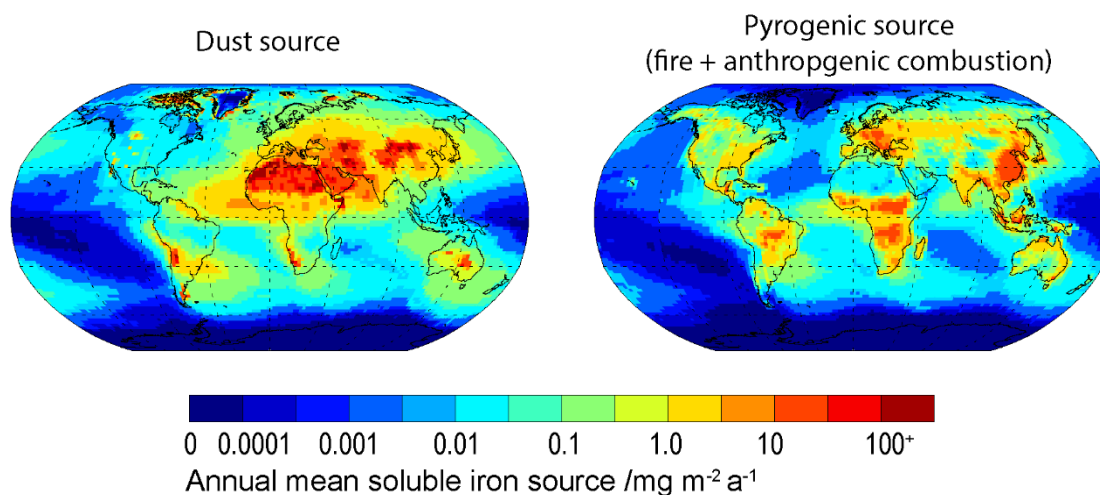 Dust source
Pyrogenic source
(fire + anthropgenic combustion)
0 0.0001 0.001 0.01 0.1 1.0 10 100⁺
Annual mean soluble iron source /mg m⁻² a⁻¹